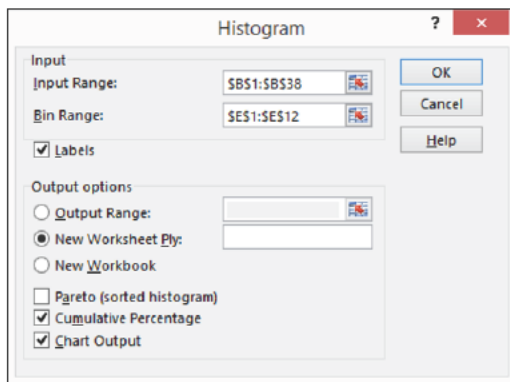 Histogram
?
×
Input
Input Range:
$B$1:$B$38
Bin Range:
$E$1:$E$12
Labels
OK
Cancel
Help
Output options
Output Range:
New Worksheet Ply:
New Workbook
Pareto (sorted histogram)
Cumulative Percentage
Chart Output